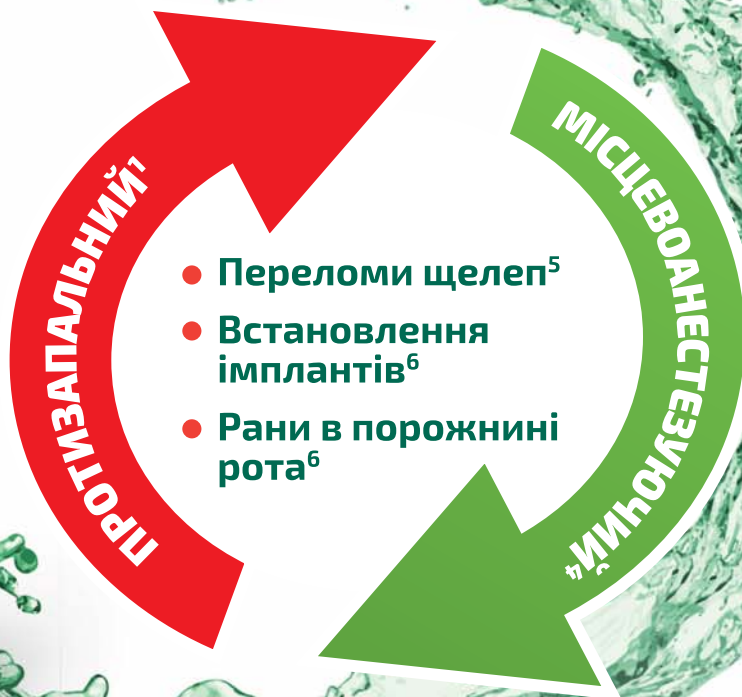 ПРОТИЗАПАЛЬНИЙ¹
МІСЦЕВОАНЕСТЕЗУЮЧИЙ⁴
• Переломи щелеп⁵
• Встановлення
імплантів⁶
• Рани в порожнині
рота⁶